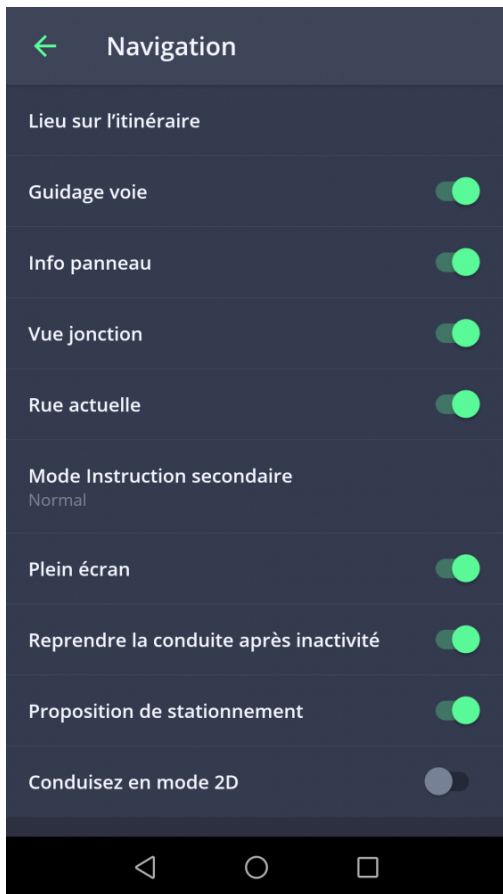 Navigation
Lieu sur l'itinéraire
Guidage voie
Info panneau
Vue jonction
Rue actuelle
Mode Instruction secondaire
Normal
Plein écran
Reprendre la conduite après inactivité
Proposition de stationnement
Conduisez en mode 2D